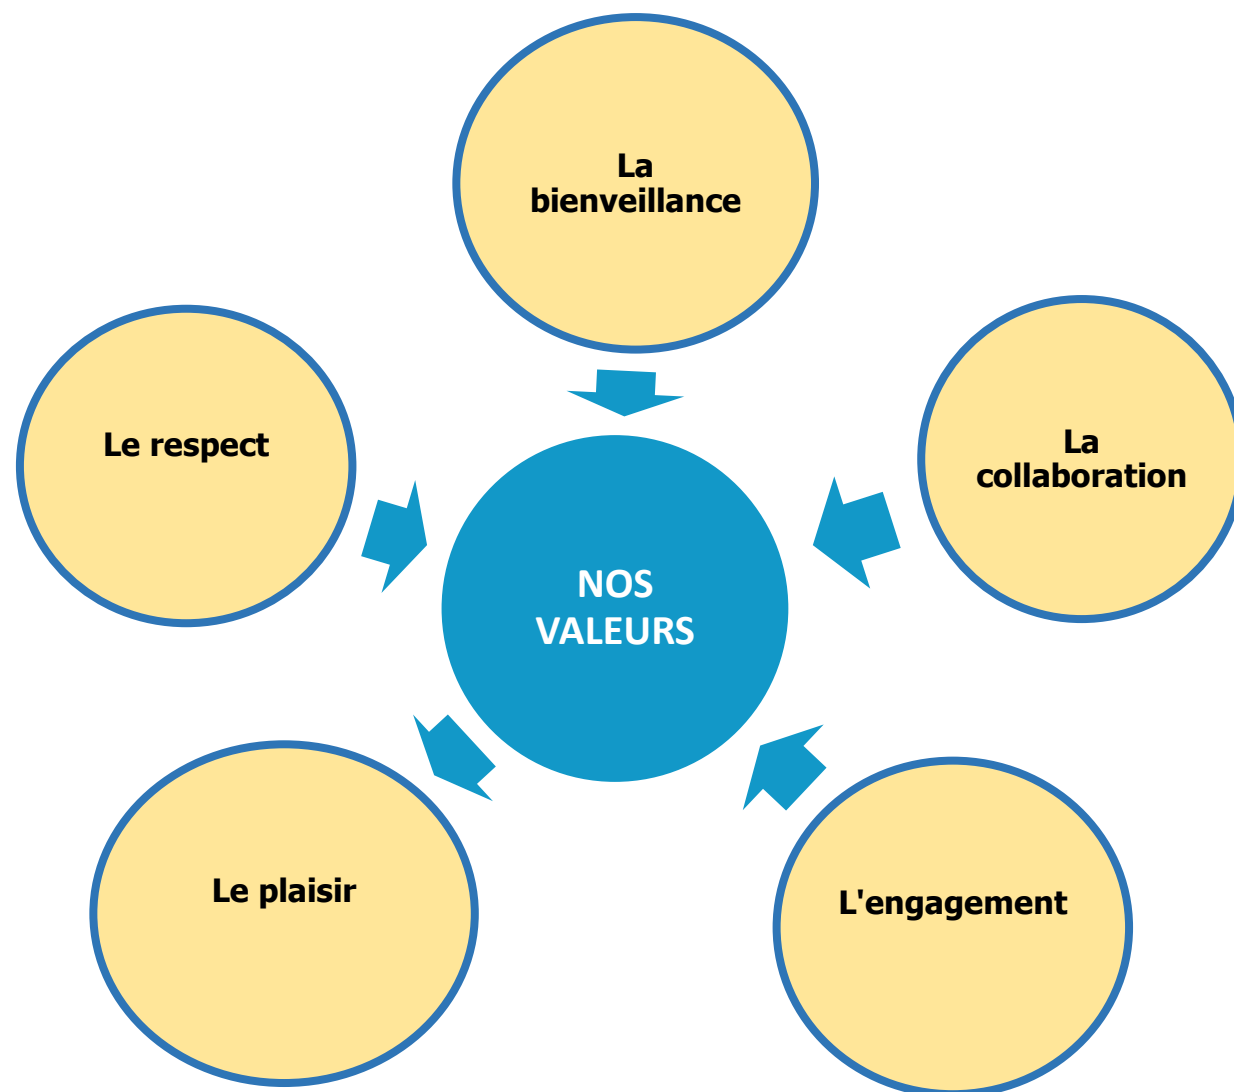 La
bienveillance
Le respect
La
collaboration
NOS
VALEURS
Le plaisir
L'engagement